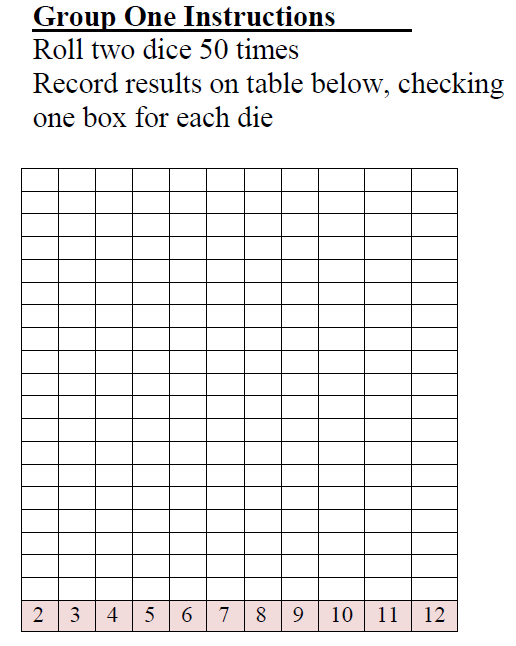 Group One Instructions
Roll two dice 50 times
Record results on table below, checking
one box for each die
2 3 4 5 6 7 8 9 10 11 12